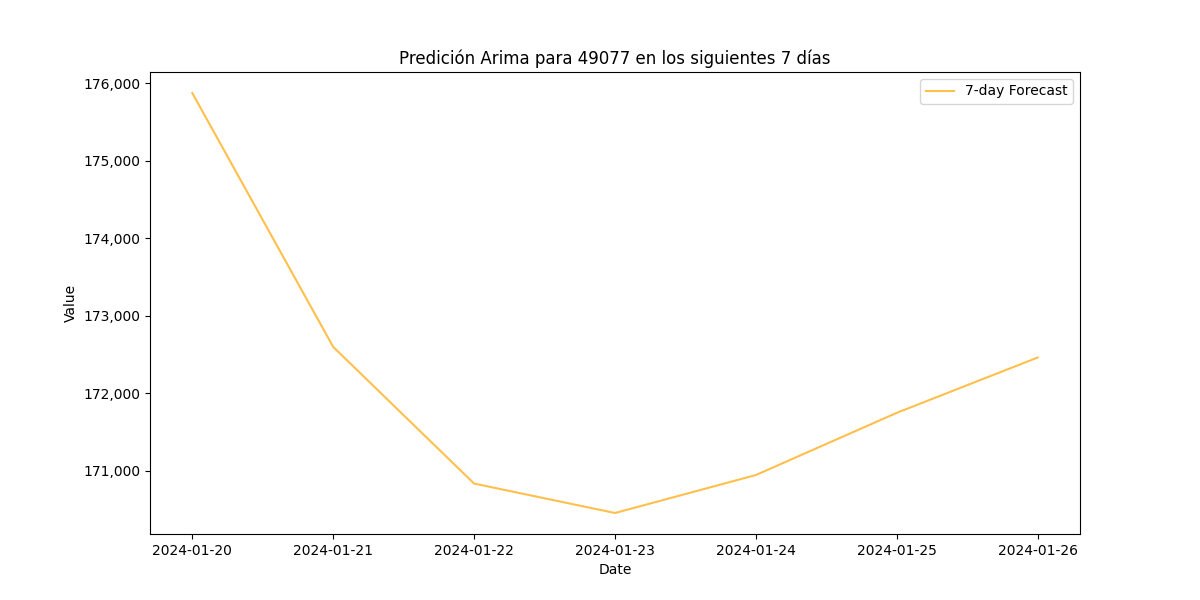 Predición Arima para 49077 en los siguientes 7 días
7-day Forecast
176,000
175,000
174,000
173,000
172,000
171,000
Value
2024-01-20 2024-01-21 2024-01-22 2024-01-23 2024-01-24 2024-01-25 2024-01-26
Date